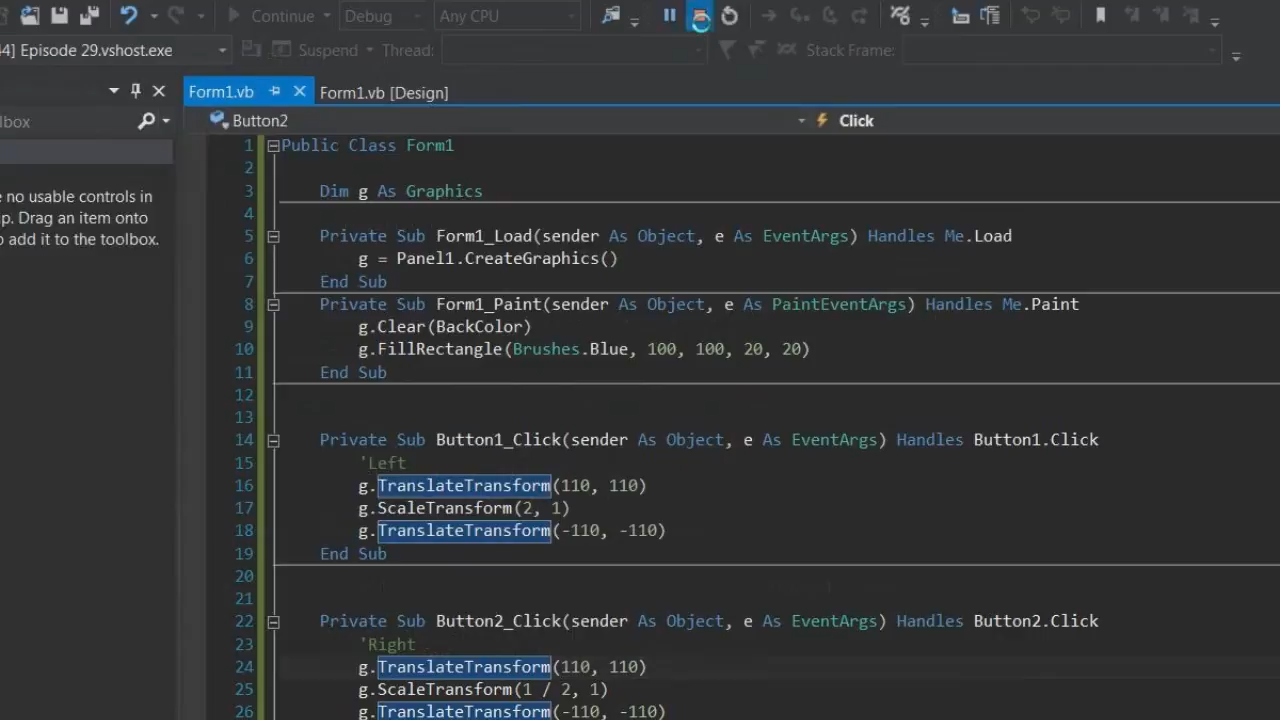 Continue Debug Any CPU
44] Episode 29.vshost.exe Suspend Thread: Stack Frame:
Form1.vb Form1.vb [Design]
lbox Button2 Click
e no usable controls in
ip. Drag an item onto
o add it to the toolbox.
1 Public Class Form1
2
3 Dim g As Graphics
4
5 Private Sub Form1_Load(sender As Object, e As EventArgs) Handles Me.Load
6 g = Panel1.CreateGraphics()
7 End Sub
8 Private Sub Form1_Paint(sender As Object, e As PaintEventArgs) Handles Me.Paint
9 g.Clear(BackColor)
10 g.FillRectangle(Brushes.Blue, 100, 100, 20, 20)
11 End Sub
12
13
14 Private Sub Button1_Click(sender As Object, e As EventArgs) Handles Button1.Click
15 'Left
16 g.TranslateTransform(110, 110)
17 g.ScaleTransform(2, 1)
18 g.TranslateTransform(-110, -110)
19 End Sub
20
21
22 Private Sub Button2_Click(sender As Object, e As EventArgs) Handles Button2.Click
23 'Right
24 g.TranslateTransform(110, 110)
25 g.ScaleTransform(1 / 2, 1)
26 g.TranslateTransform(-110, -110)